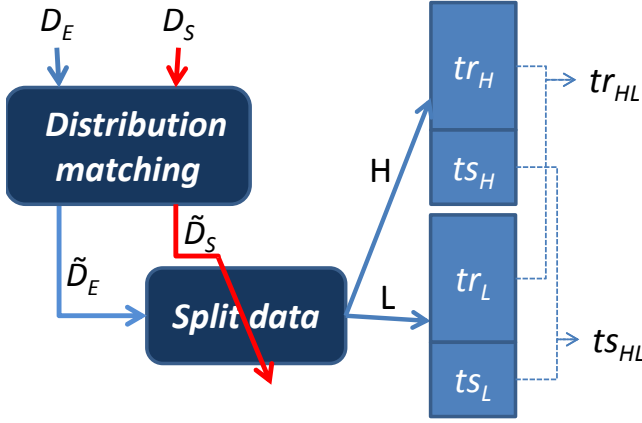 D_E
D_S
Distribution
matching
D̃_S
D̃_E
Split data
H
L
tr_H
ts_H
tr_L
ts_L
tr_HL
ts_HL